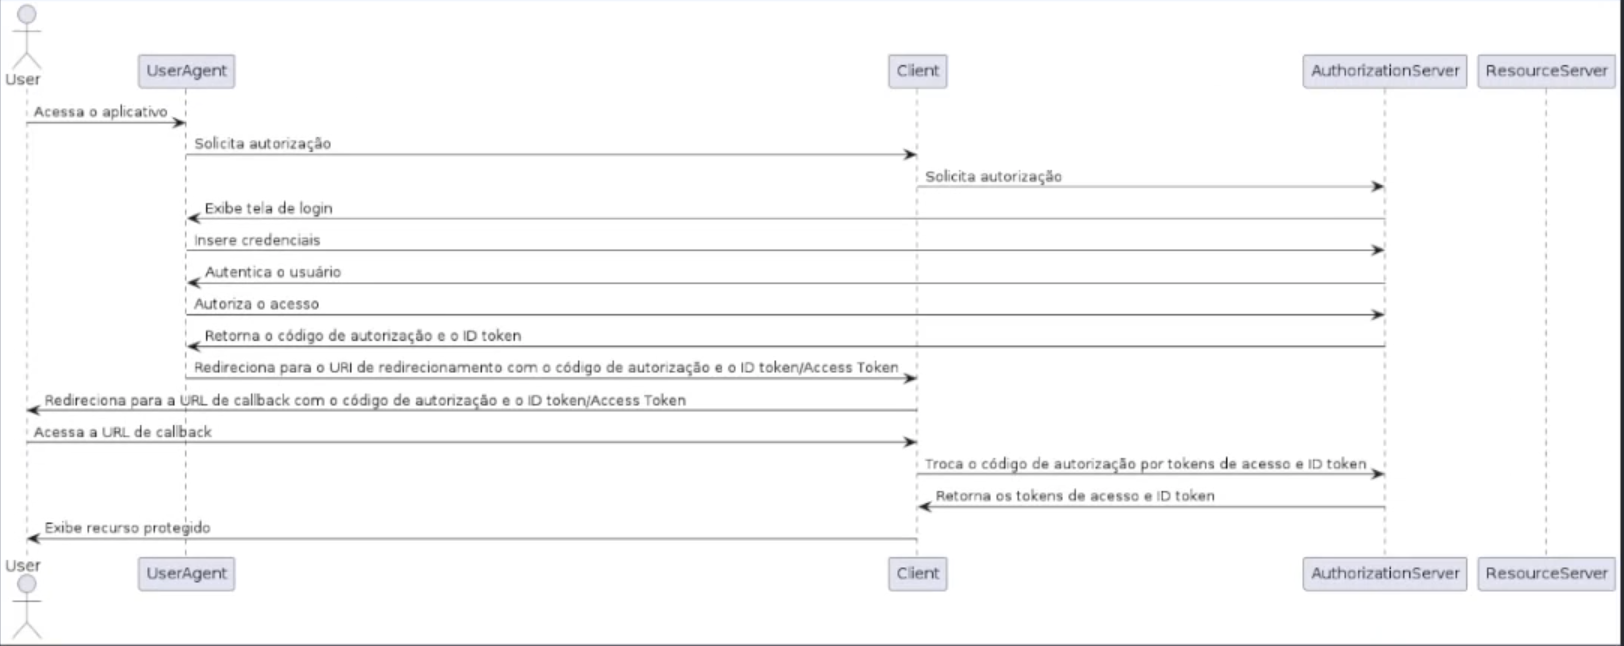 User
UserAgent
Client
AuthorizationServer
ResourceServer
Acessa o aplicativo
Solicita autorização
Solicita autorização
Exibe tela de login
Insere credenciais
Autentica o usuário
Autoriza o acesso
Retorna o código de autorização e o ID token
Redireciona para o URI de redirecionamento com o código de autorização e o ID token/Access Token
Redireciona para a URL de callback com o código de autorização e o ID token/Access Token
Acessa a URL de callback
Troca o código de autorização por tokens de acesso e ID token
Retorna os tokens de acesso e ID token
Exibe recurso protegido
User
UserAgent
Client
AuthorizationServer
ResourceServer